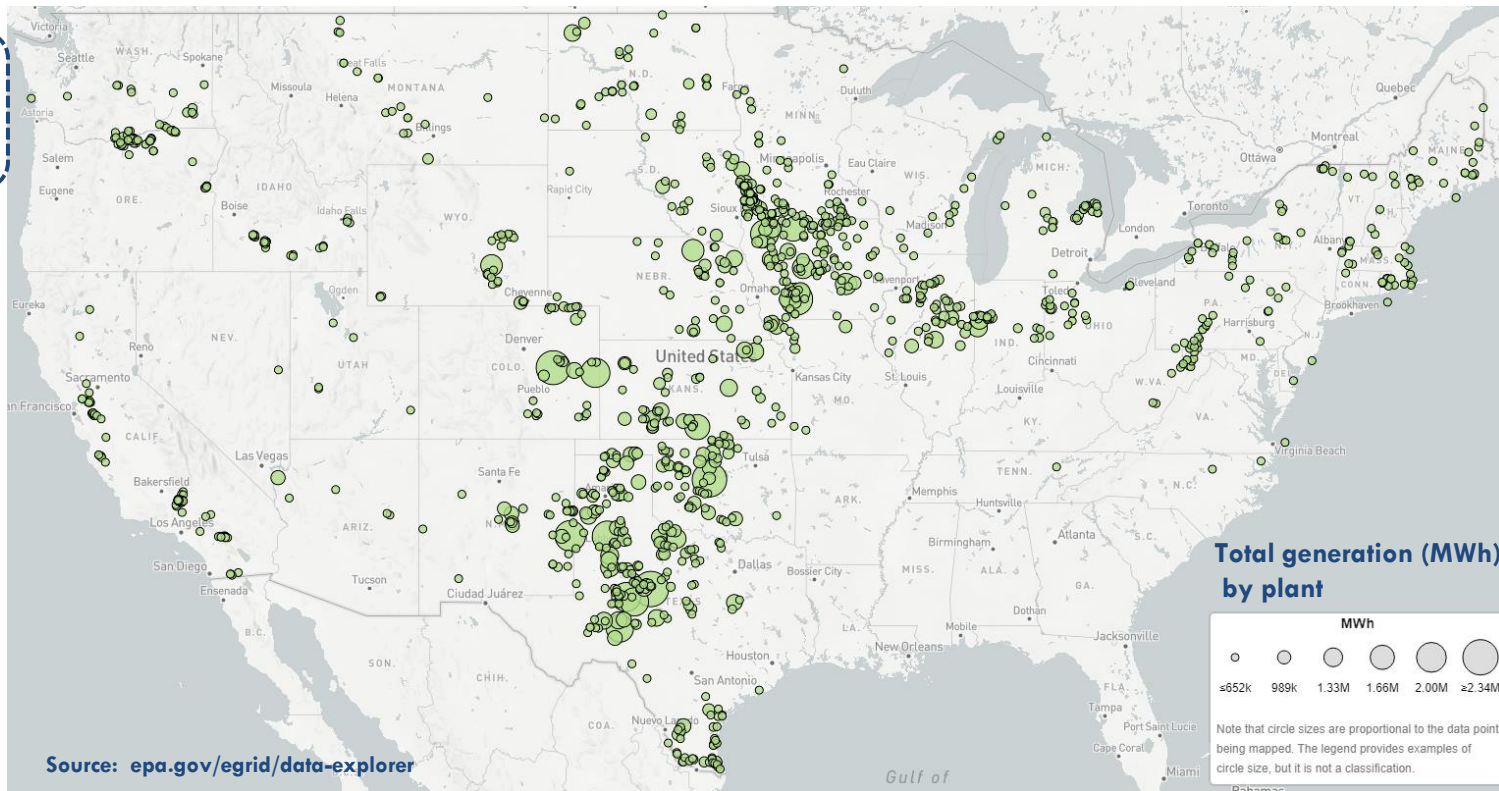 Victoria
Seattle
WASH.
Spokane
Great Falls
Missoula
Helena
MONTANA
N.D.
Duluth
Quebec
Astoria
Billings
MINN.
Montreal
Ottawa
MAINE
Salem
Minneapolis
Eau Claire
Eugene
IDAHO
Rapid City
S.D.
WIS.
MICH.
Rochester
Toronto
VT.
ORE.
Boise
Idaho Falls
WYO.
Sioux
Madison
London
Albany
Detroit
MASS.
NEBR.
Davenport
Cleveland
CONN.
Eureka
Ogden
Cheyenne
Omaha
Toledo
PA.
Brookhaven
NEV.
IND.
OHIO
Harrisburg
N.J.
Reno
UTAH
Denver
United States
Cincinnati
MD.
Sacramento
COLO.
Pueblo
Kansas City
St. Louis
Louisville
W.VA.
DEL.
an Francisco
KANS.
MO.
KY.
VA.
CALIF.
Las Vegas
Tulsa
Virginia Beach
Santa Fe
TENN.
N.C.
Bakersfield
ARK.
Memphis
Huntsville
Los Angeles
ARIZ.
Birmingham
Atlanta
S.C.
San Diego
Tucson
Dallas
Bossier City
MISS.
ALA.
GA.
Ensenada
Ciudad Juárez
TEXAS
Dothan
B.C.
LA.
Mobile
Jacksonville
SON.
Houston
New Orleans
CHIH.
San Antonio
FLA.
Tampa
COA.
Nuevo Laredo
Port Saint Lucie
Cape Coral
Gulf of
Miami
Bahamas
Total generation (MWh)
by plant
MWh
≤652k 989k 1.33M 1.66M 2.00M ≥2.34M
Note that circle sizes are proportional to the data point
being mapped. The legend provides examples of
circle size, but it is not a classification.
Source: epa.gov/egrid/data-explorer